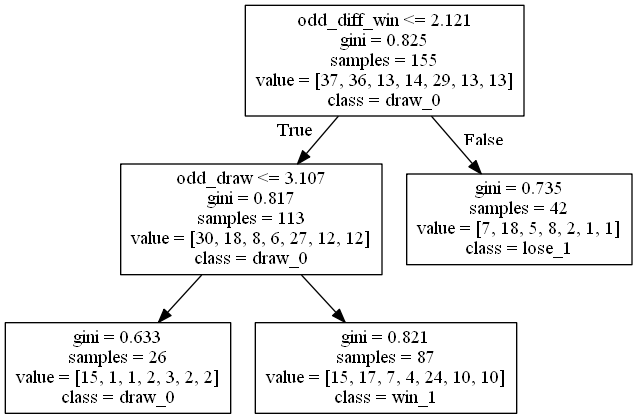 odd_diff_win <= 2.121
gini = 0.825
samples = 155
value = [37, 36, 13, 14, 29, 13, 13]
class = draw_0
True
False
odd_draw <= 3.107
gini = 0.817
samples = 113
value = [30, 18, 8, 6, 27, 12, 12]
class = draw_0
gini = 0.735
samples = 42
value = [7, 18, 5, 8, 2, 1, 1]
class = lose_1
gini = 0.633
samples = 26
value = [15, 1, 1, 2, 3, 2, 2]
class = draw_0
gini = 0.821
samples = 87
value = [15, 17, 7, 4, 24, 10, 10]
class = win_1